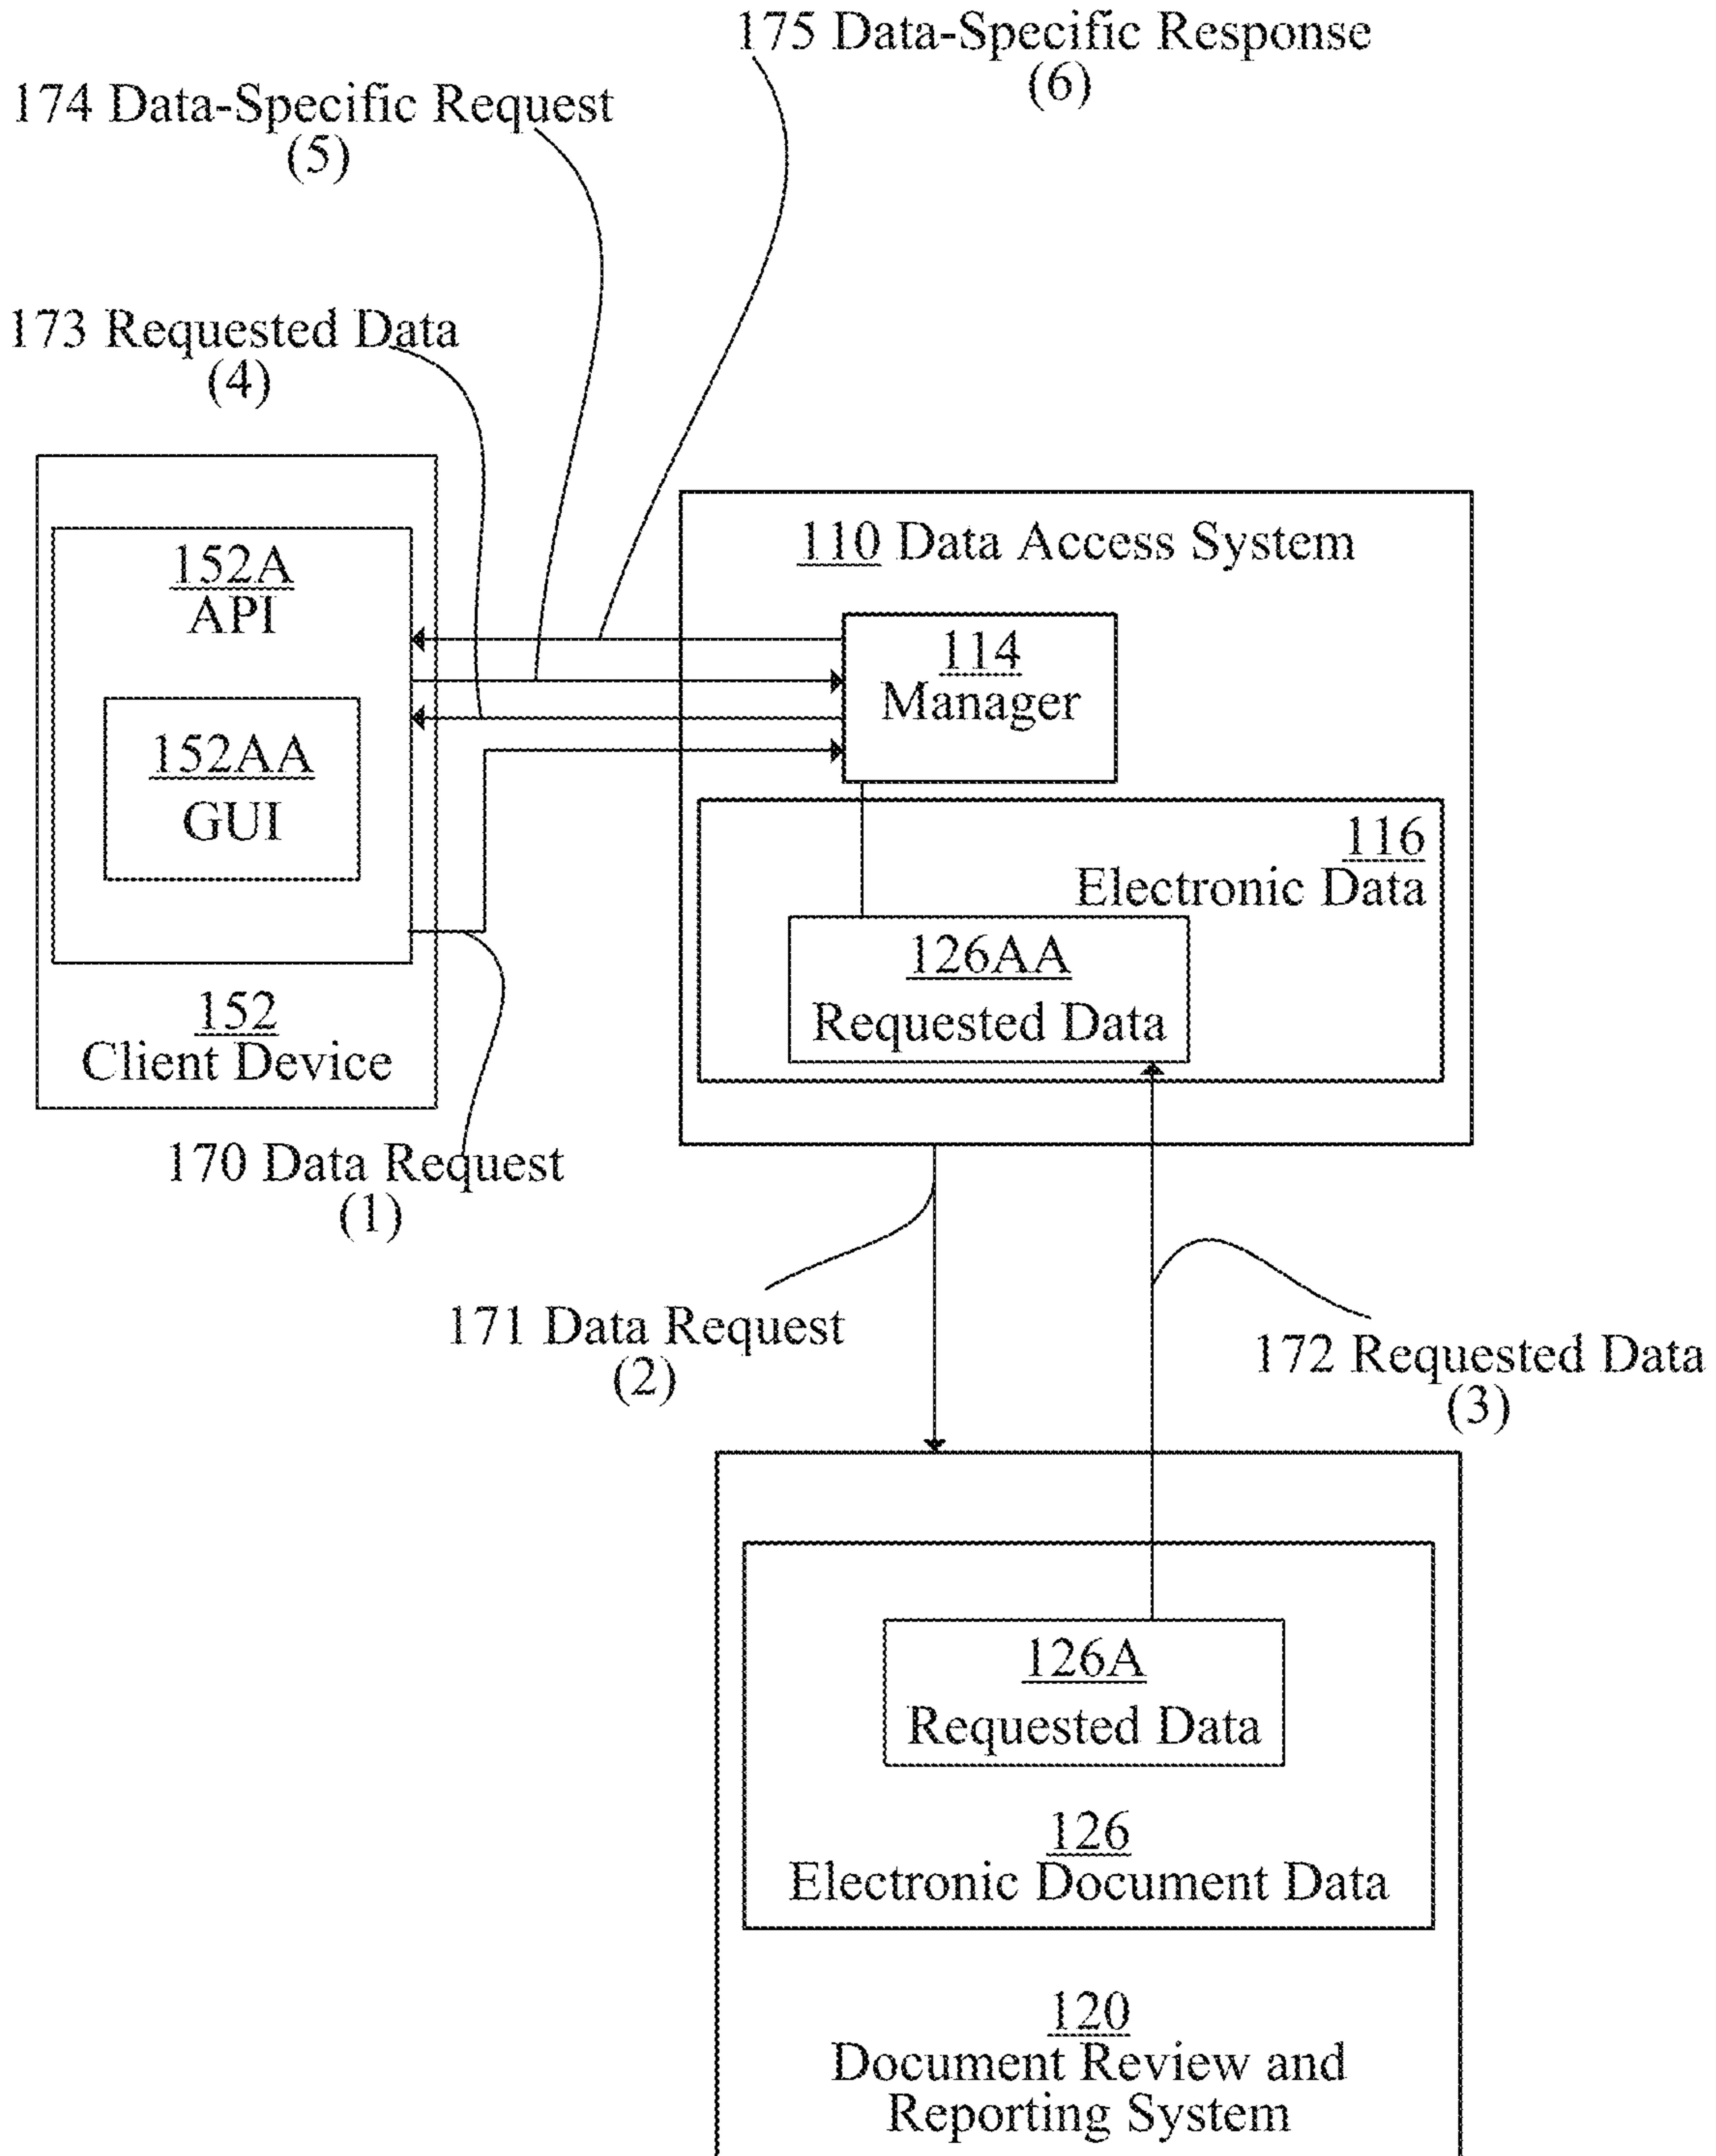 175 Data-Specific Response
(6)
174 Data-Specific Request
(5)
173 Requested Data
(4)
152A
API
152AA
GUI
152
Client Device
110 Data Access System
114
Manager
116
Electronic Data
126AA
Requested Data
170 Data Request
(1)
171 Data Request
(2)
172 Requested Data
(3)
126A
Requested Data
126
Electronic Document Data
120
Document Review and
Reporting System